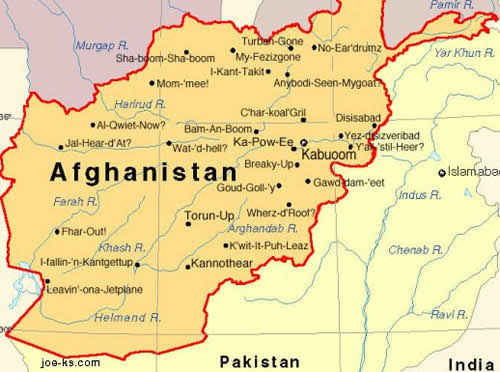 Pamir R.
Turbah-Gone
No-Ear'drumz
Murgap R.
My-Fezizgone
Yar Khun R.
Sha-boom-Sha-boom
I-Kant-Takit
Mom-'mee!
Anybodi-Seen-Mygoat?
Harirud R.
C'har-koal'Gril
Disisabad
Al-Qwiet-Now?
Bam-An-Boom
Yez-disizveribad
Jal-Hear-d'At?
Wat-'d-hell?
Ka-Pow-Ee
Y'all-'stil-Heer?
Kabuoom
Breaky-Up
Islamabad
Afghanistan
Goud-Goll-'y
Gawd-dam-'eet
Indus R.
Farah R.
Torun-Up
Wherz-d'Roof?
Fhar-Out!
Arghandab R.
Khash R.
K'wit-It-Puh-Leaz
Chenab R.
I-fallin-'n-Kantgettup
Kannothear
Leavin'-ona-Jetplane
Helmand R.
Ravi R.
30°
joe-ks.com
Pakistan
India